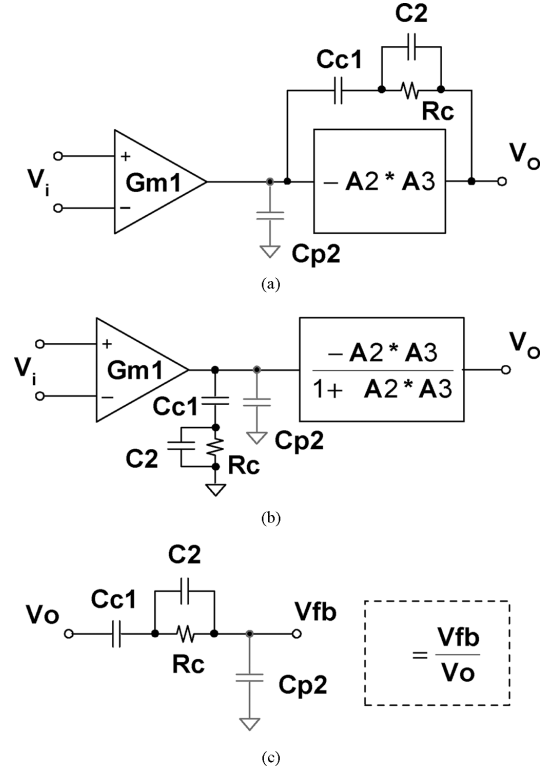 C2
Cc1
Rc
Vi
+
−
Gm1
− A2 * A3
VO
Cp2
(a)
Vi
+
−
Gm1
Cc1
C2
Rc
Cp2
− A2 * A3
1 + A2 * A3
VO
(b)
C2
Cc1
Vo
Rc
Vfb
Cp2
= Vfb
Vo
(c)